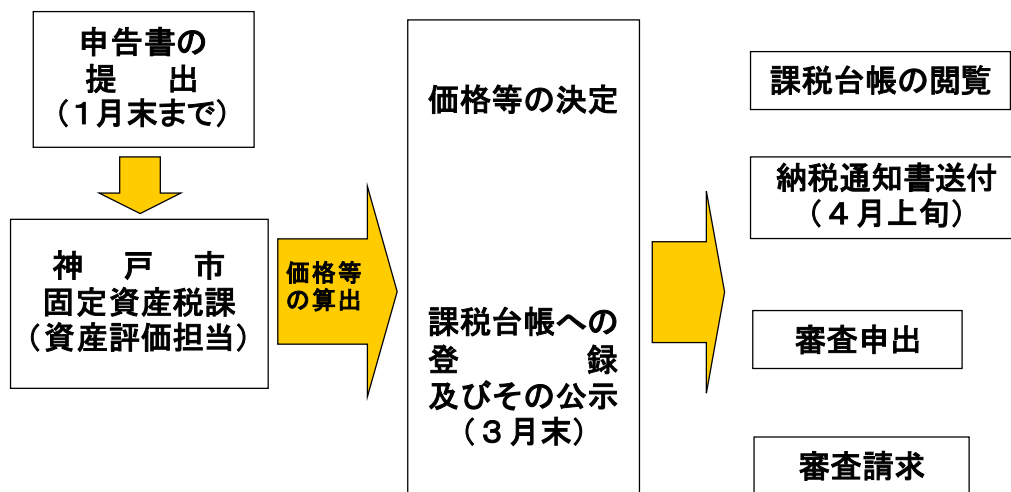 申告書の
提　　出
（１月末まで）
神　戸　市
固定資産税課
（資産評価担当）
価格等
の算出
価格等の決定
課税台帳への
登　　　　録
及びその公示
（３月末）
課税台帳の閲覧
納税通知書送付
（４月上旬）
審査申出
審査請求